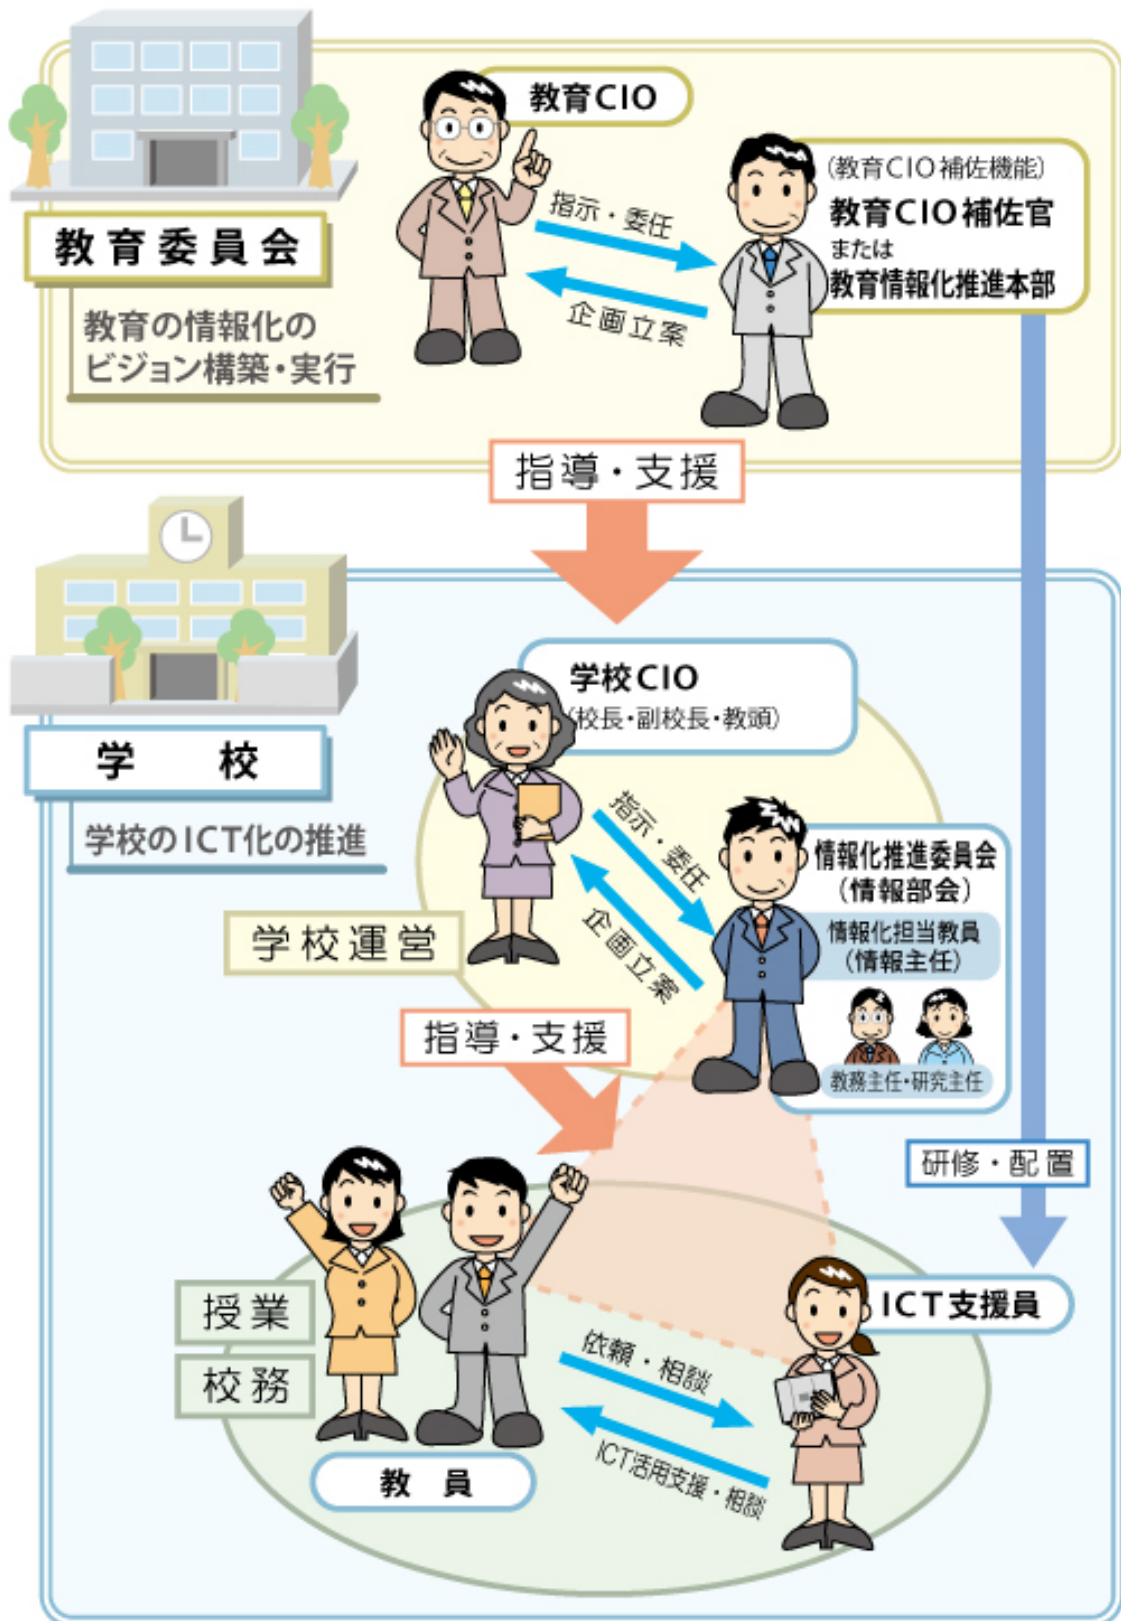 教育CIO
(教育CIO補佐機能)
教育CIO補佐官
または
教育情報化推進本部
指示・委任
企画立案
教育委員会
教育の情報化の
ビジョン構築・実行
指導・支援
学校CIO
(校長・副校長・教頭)
学 校
学校のICT化の推進
指示・委任
企画立案
情報化推進委員会
(情報部会)
情報化担当教員
(情報主任)
教務主任・研究主任
学校運営
指導・支援
研修・配置
ICT支援員
授業
校務
依頼・相談
ICT活用支援・相談
教 員